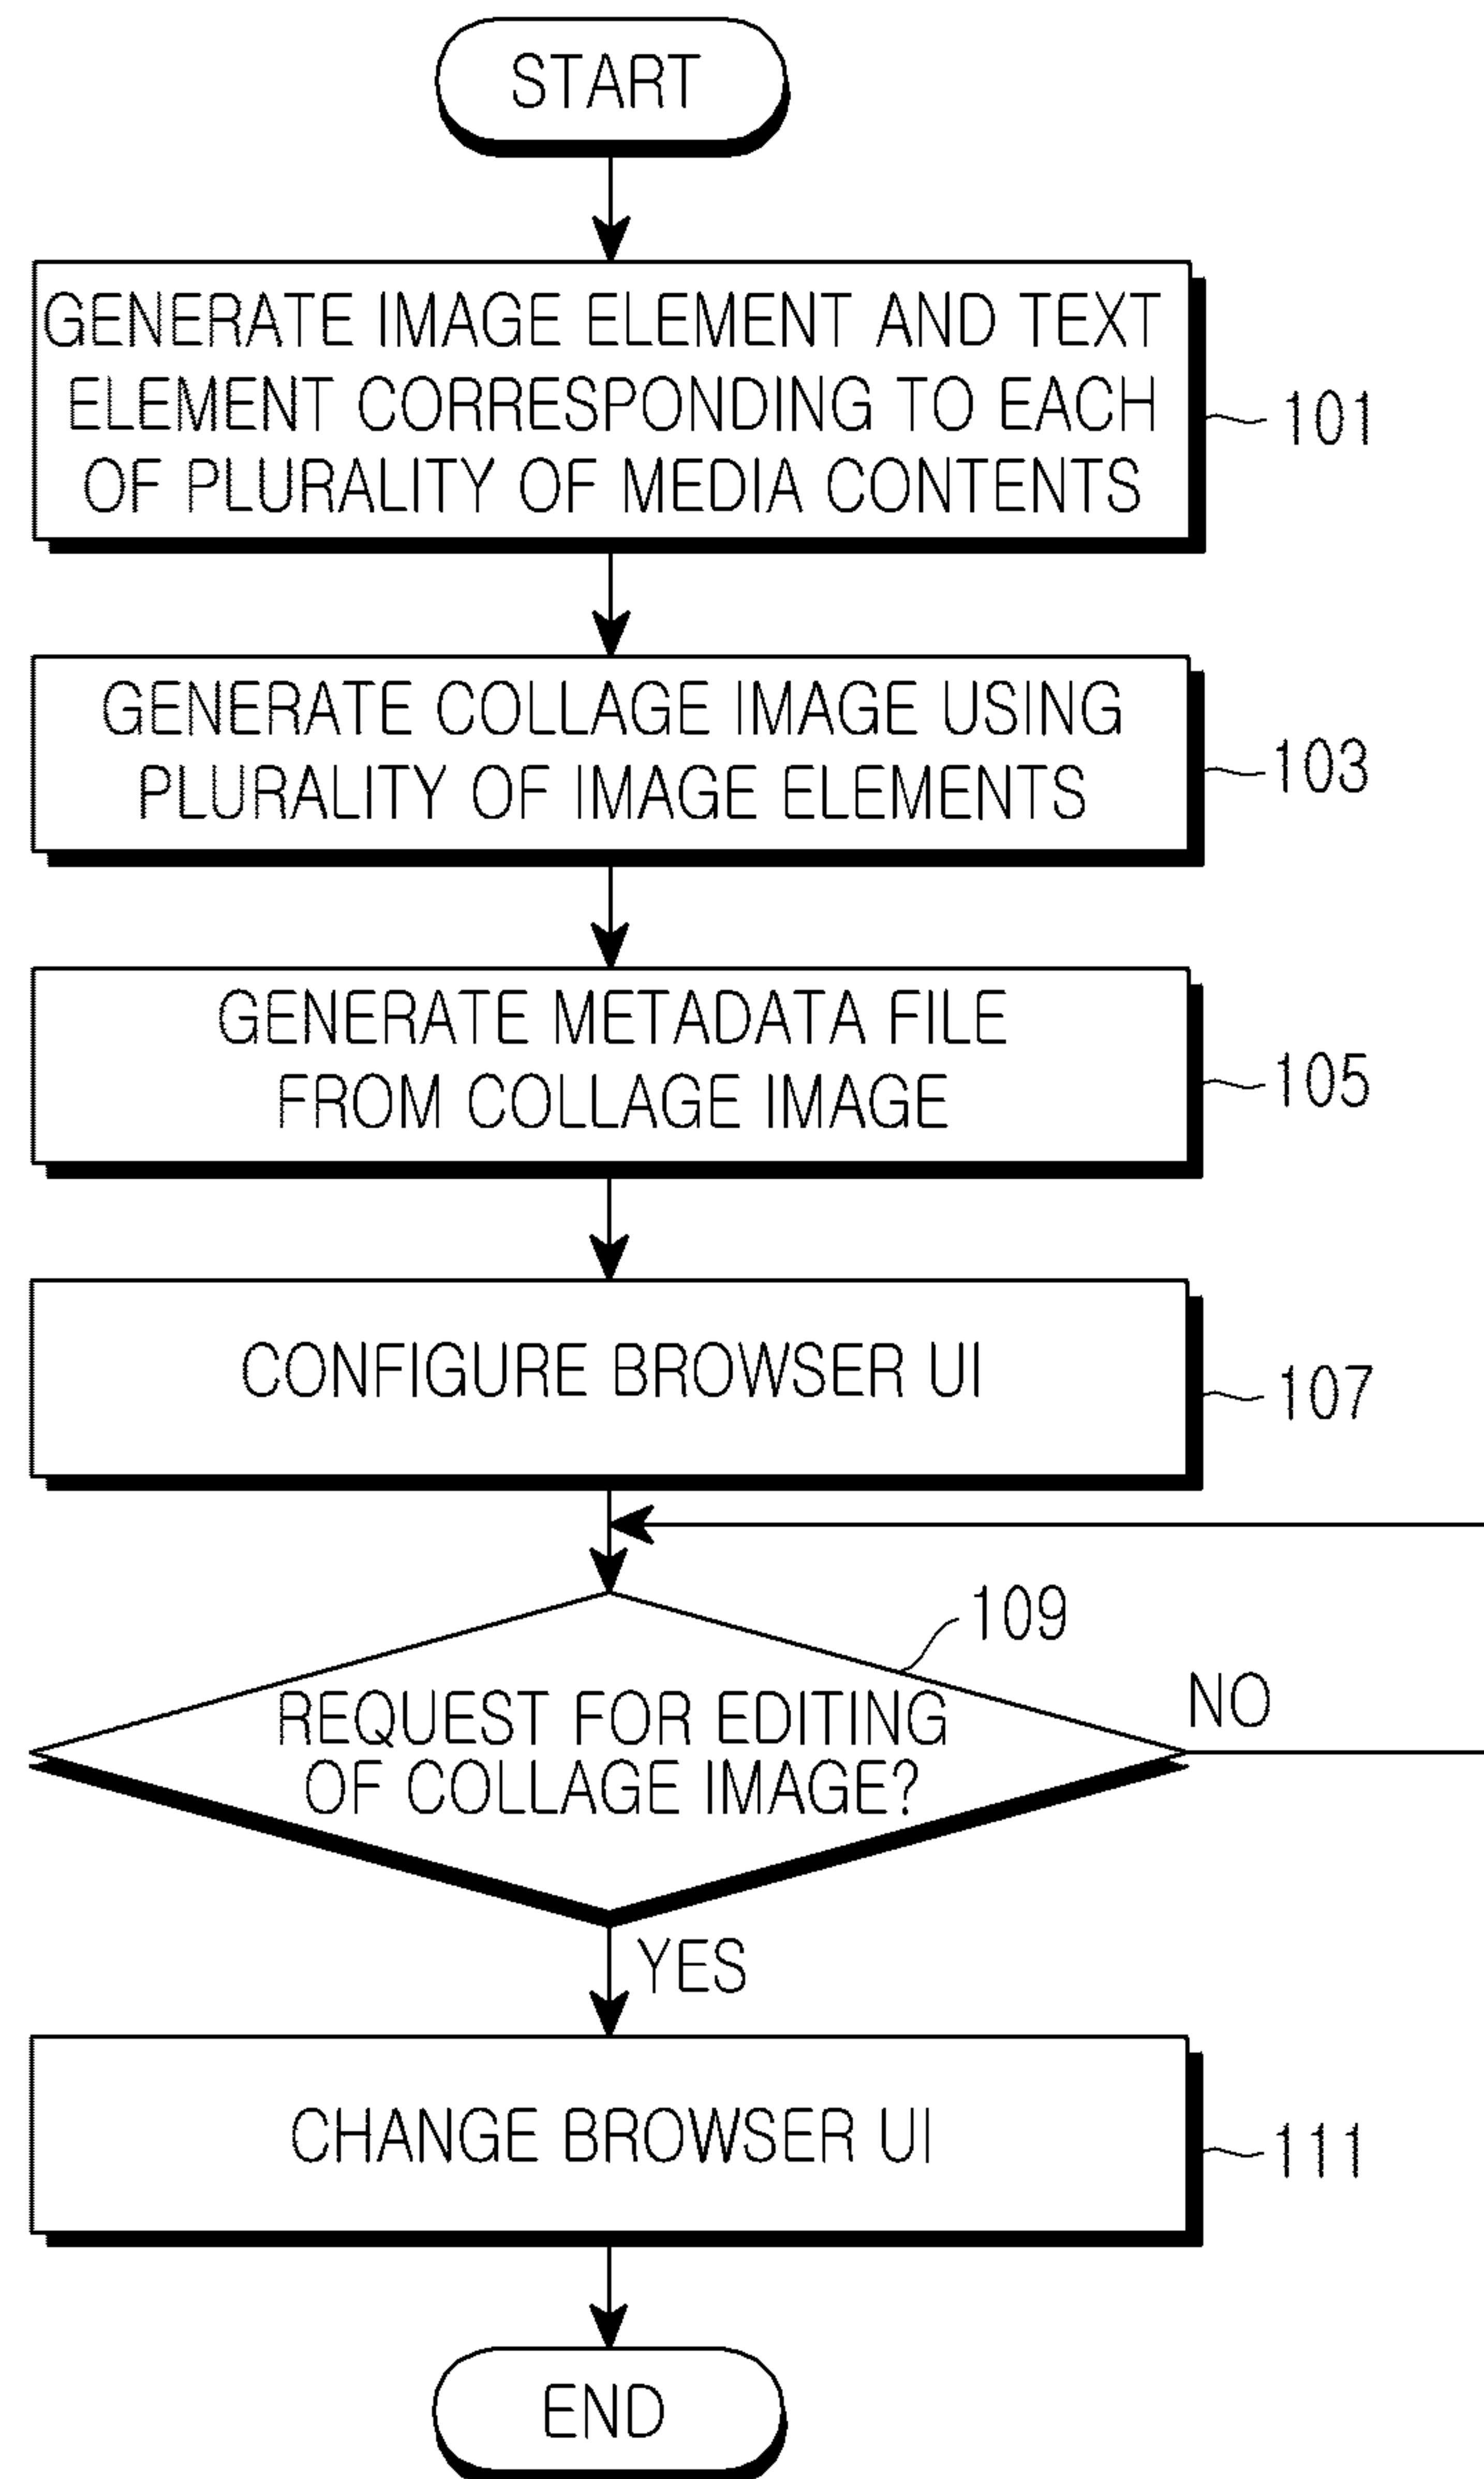 START
GENERATE IMAGE ELEMENT AND TEXT
ELEMENT CORRESPONDING TO EACH
OF PLURALITY OF MEDIA CONTENTS
101
GENERATE COLLAGE IMAGE USING
PLURALITY OF IMAGE ELEMENTS
103
GENERATE METADATA FILE
FROM COLLAGE IMAGE
105
CONFIGURE BROWSER UI
107
109
REQUEST FOR EDITING
OF COLLAGE IMAGE?
NO
YES
CHANGE BROWSER UI
111
END